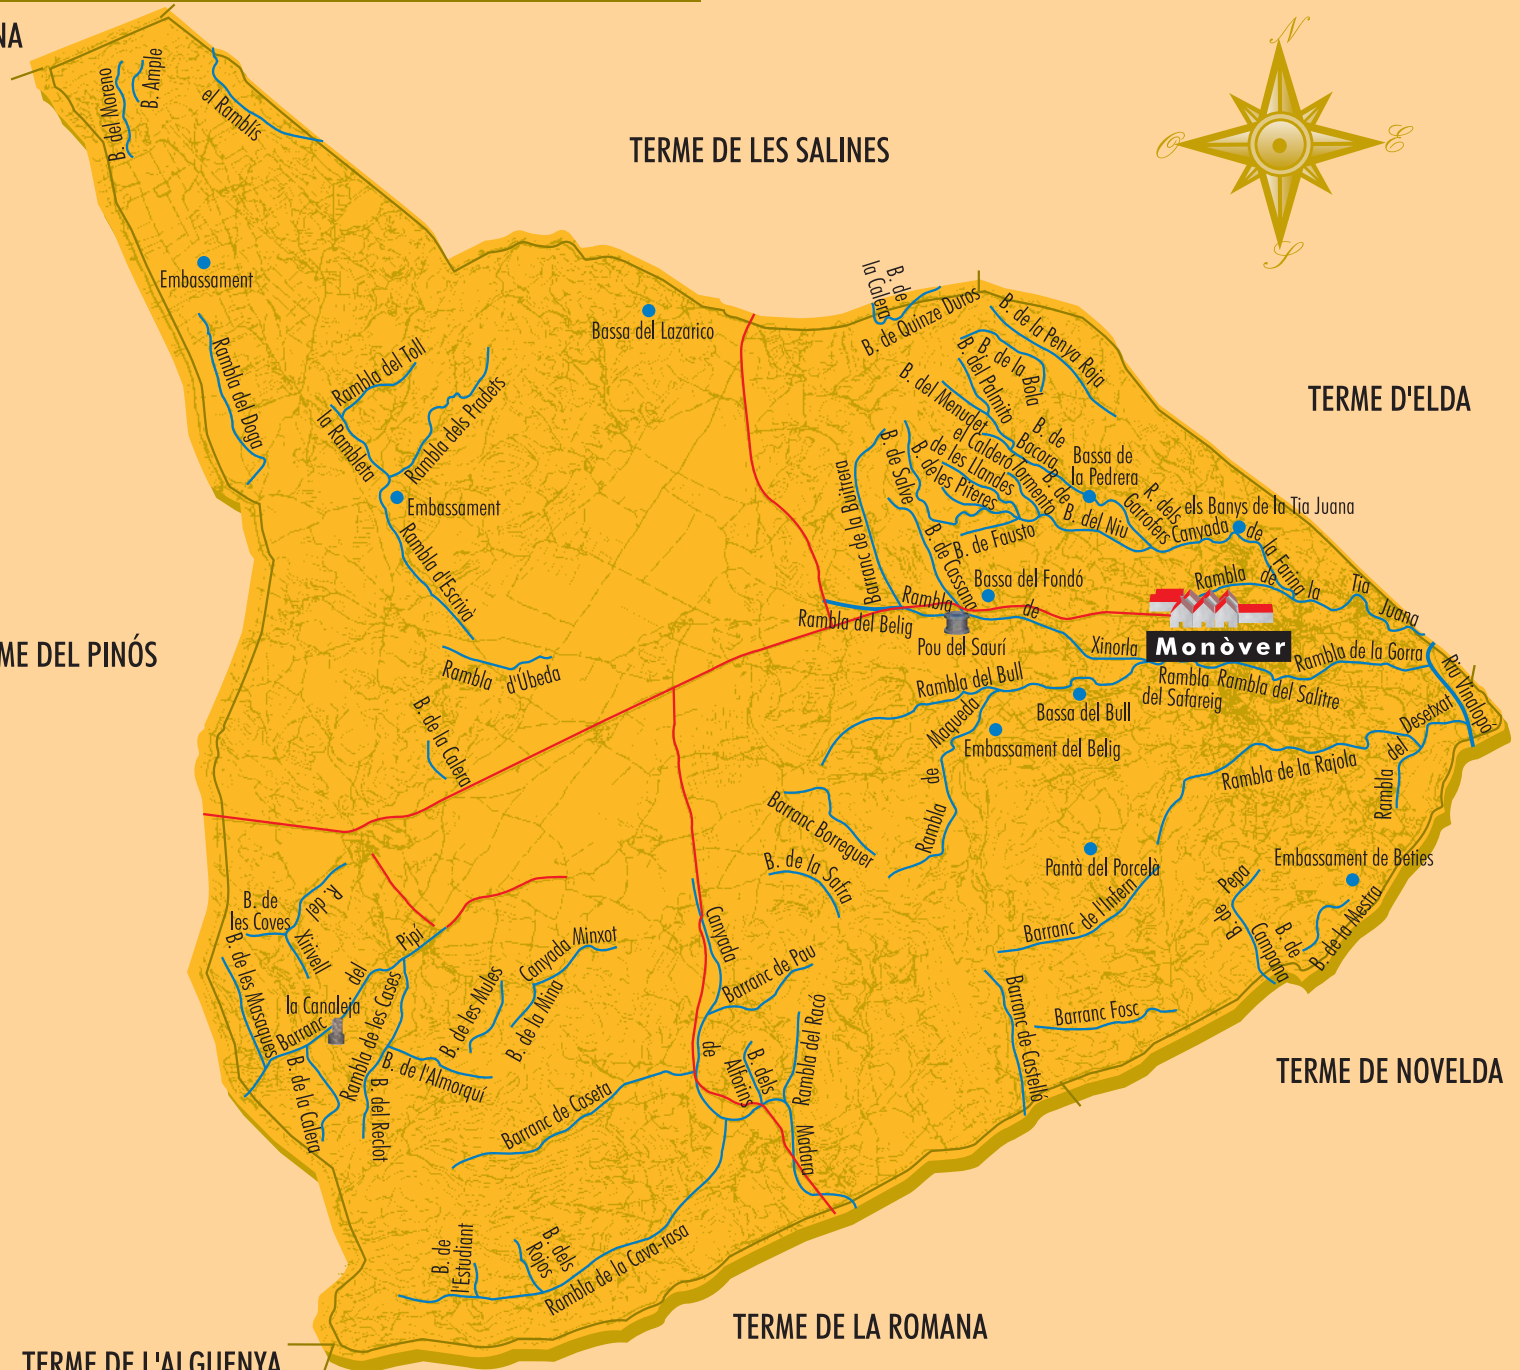 NA
N
O
E
S
TERME DE LES SALINES
TERME D'ELDA
ME DEL PINÓS
TERME DE NOVELDA
TERME DE LA ROMANA
TERME DE L'ALGUENYA
B. del Moreno
B. Ample
el Ramblís
Embassament
Rambla del Doga
Rambla del Toll
la Rambleta
Rambla dels Pradets
Embassament
Rambla d'Escrivà
Rambla d'Úbeda
B. de la Calera
Bassa del Lazarico
B. de
la Calera
B. de Quinze Duros
B. de la Penya Roja
B. de la Bola
B. del Palmito
B. del Menudet
B. de
Bacora
el Calderó
Tormento
B. de
Bassa de
la Pedrera
R. dels
Garrofers
els Banys de la Tia Juana
Canyada
de la Farina
B. de Salve
B. de les Piteres
de les Llandes
B. del Niu
B. de Fausto
B. de Casana
Barranc de la Buitrera
Bassa del Fondó
Rambla de
Xinorla
Rambla del Belig
Pou del Saurí
Rambla de la
Tia
Juana
Monòver
Rambla de la Gorra
Riu Vinalopó
Rambla
del Safareig
Rambla del Salitre
Rambla del Bull
Bassa del Bull
Embassament del Belig
Rambla de Maqueda
Rambla de la Rajola
Rambla del Desetxat
Barranc Borreguer
B. de la Safra
Pantà del Porcela
Barranc de l'Infern
Embassament de Beties
B. de Pepa
Campana
B. de
B. de la Mestra
Barranc de Castelló
Barranc Fosc
B. de
les Coves
R. del
Xirivell
B. de les Masaques
la Canaleja
Barranc del Pipí
Rambla de les Cases
B. de la Calera
B. del Reclot
B. de l'Almorquí
B. de les Mules
Canyada Minxot
B. de la Mina
Canyada de
Barranc de Pau
B. dels
Alforins
Rambla del Racó
Madara
Barranc de Caseta
B. de
l'Estudiant
B. dels
Rojos
Rambla de la Cava-rasa